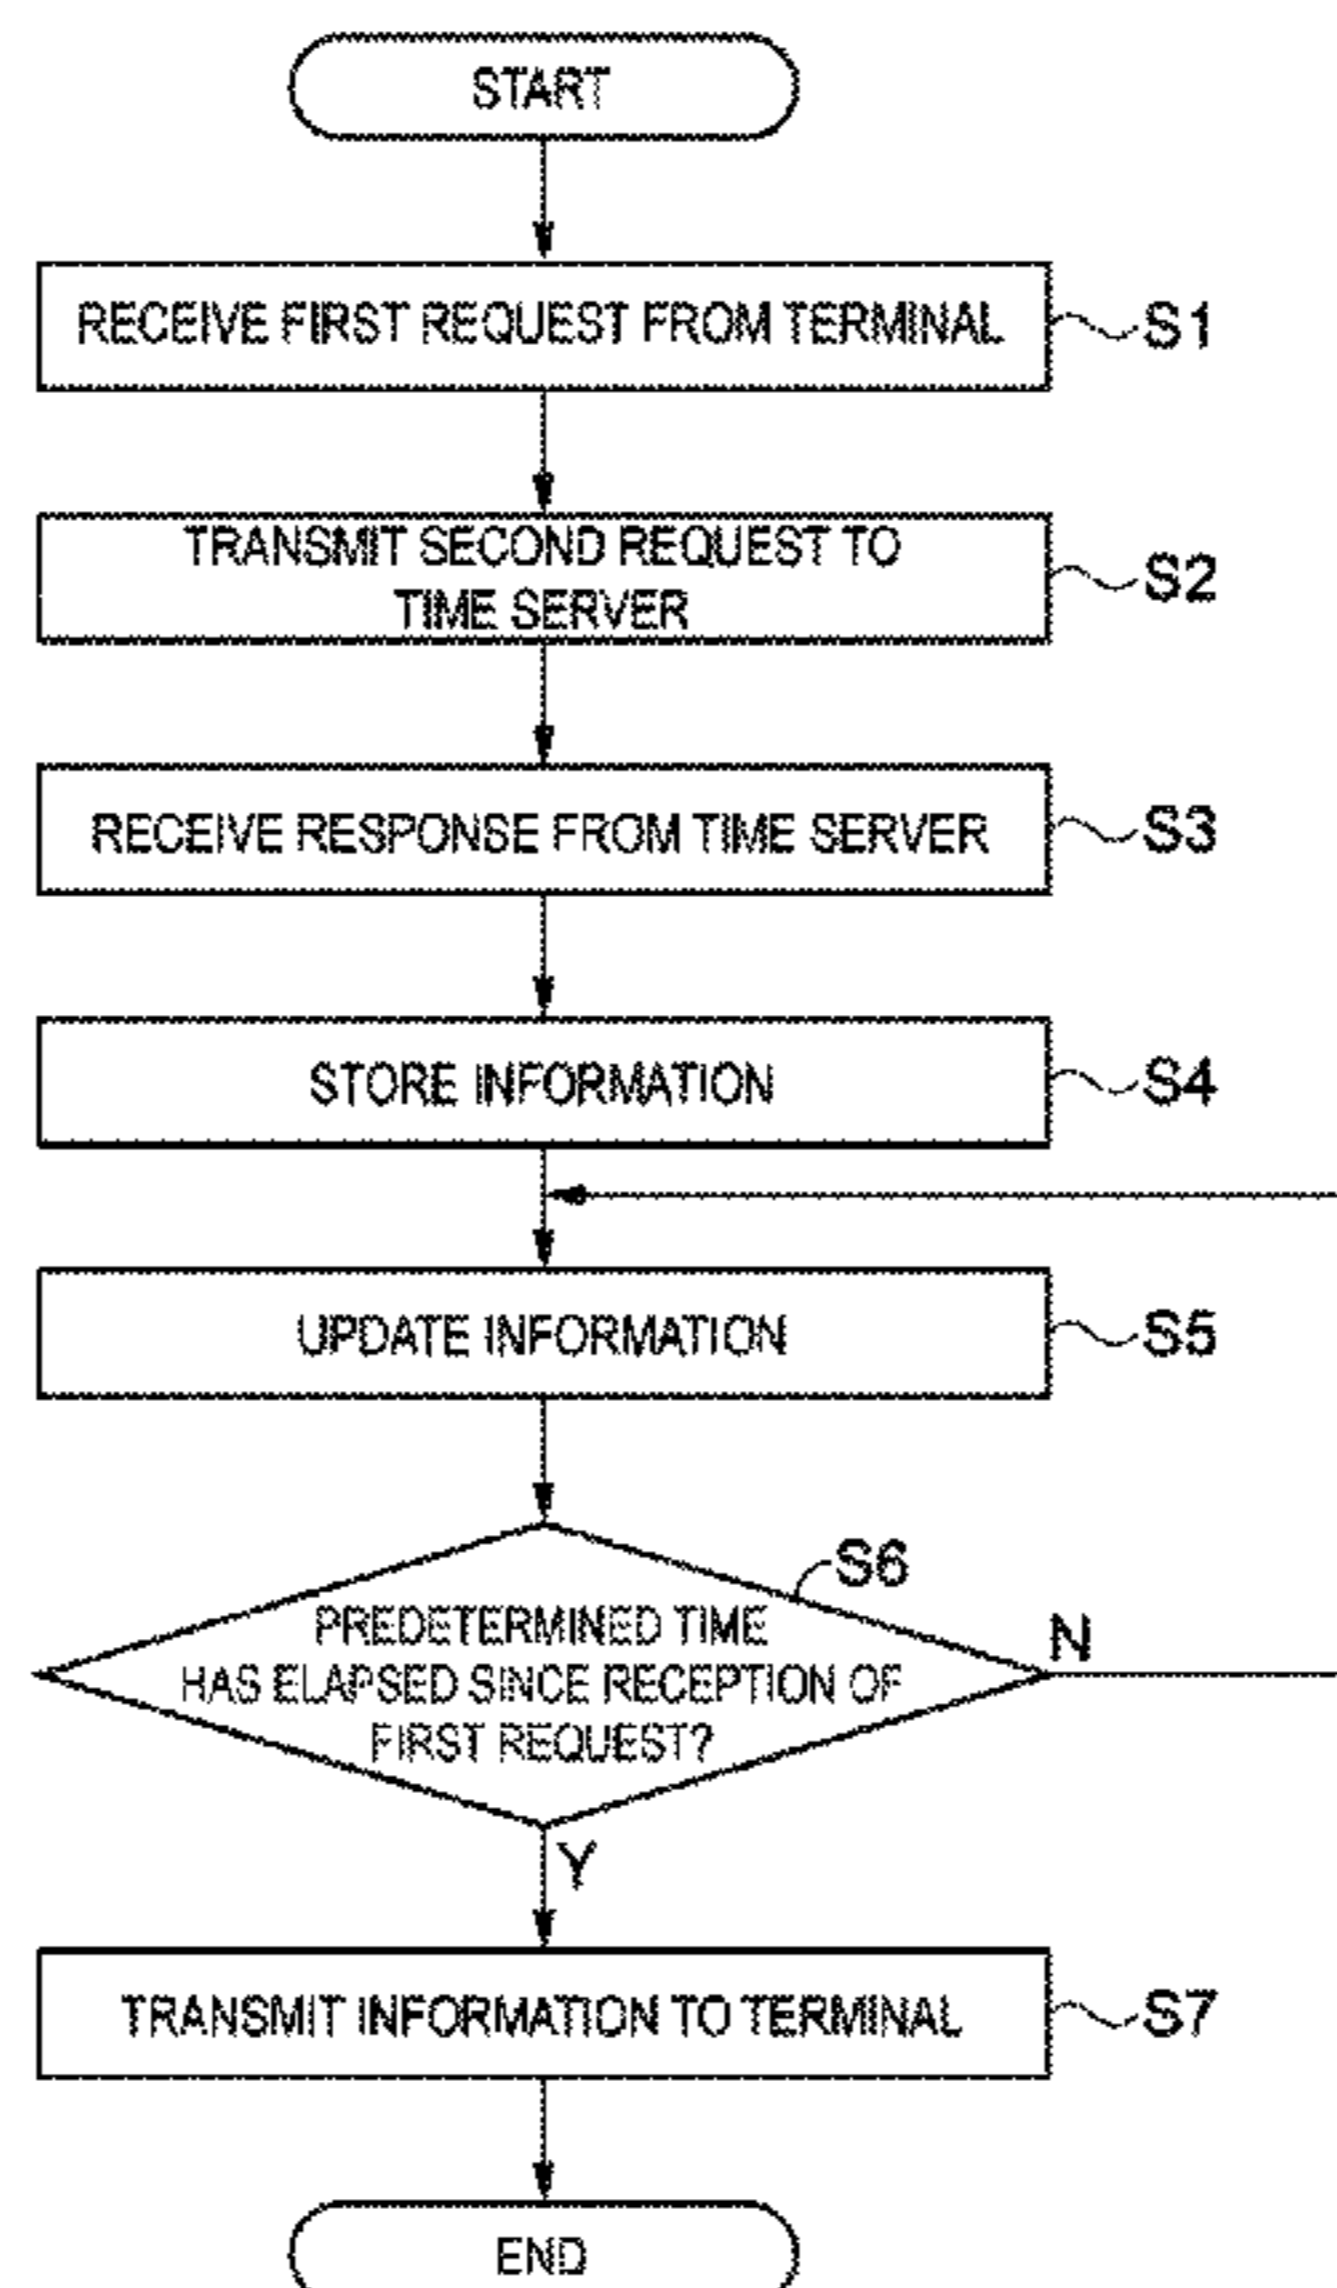 START
RECEIVE FIRST REQUEST FROM TERMINAL
S1
TRANSMIT SECOND REQUEST TO
TIME SERVER
S2
RECEIVE RESPONSE FROM TIME SERVER
S3
STORE INFORMATION
S4
UPDATE INFORMATION
S5
S6
PREDETERMINED TIME
HAS ELAPSED SINCE RECEPTION OF
FIRST REQUEST?
N
Y
TRANSMIT INFORMATION TO TERMINAL
S7
END